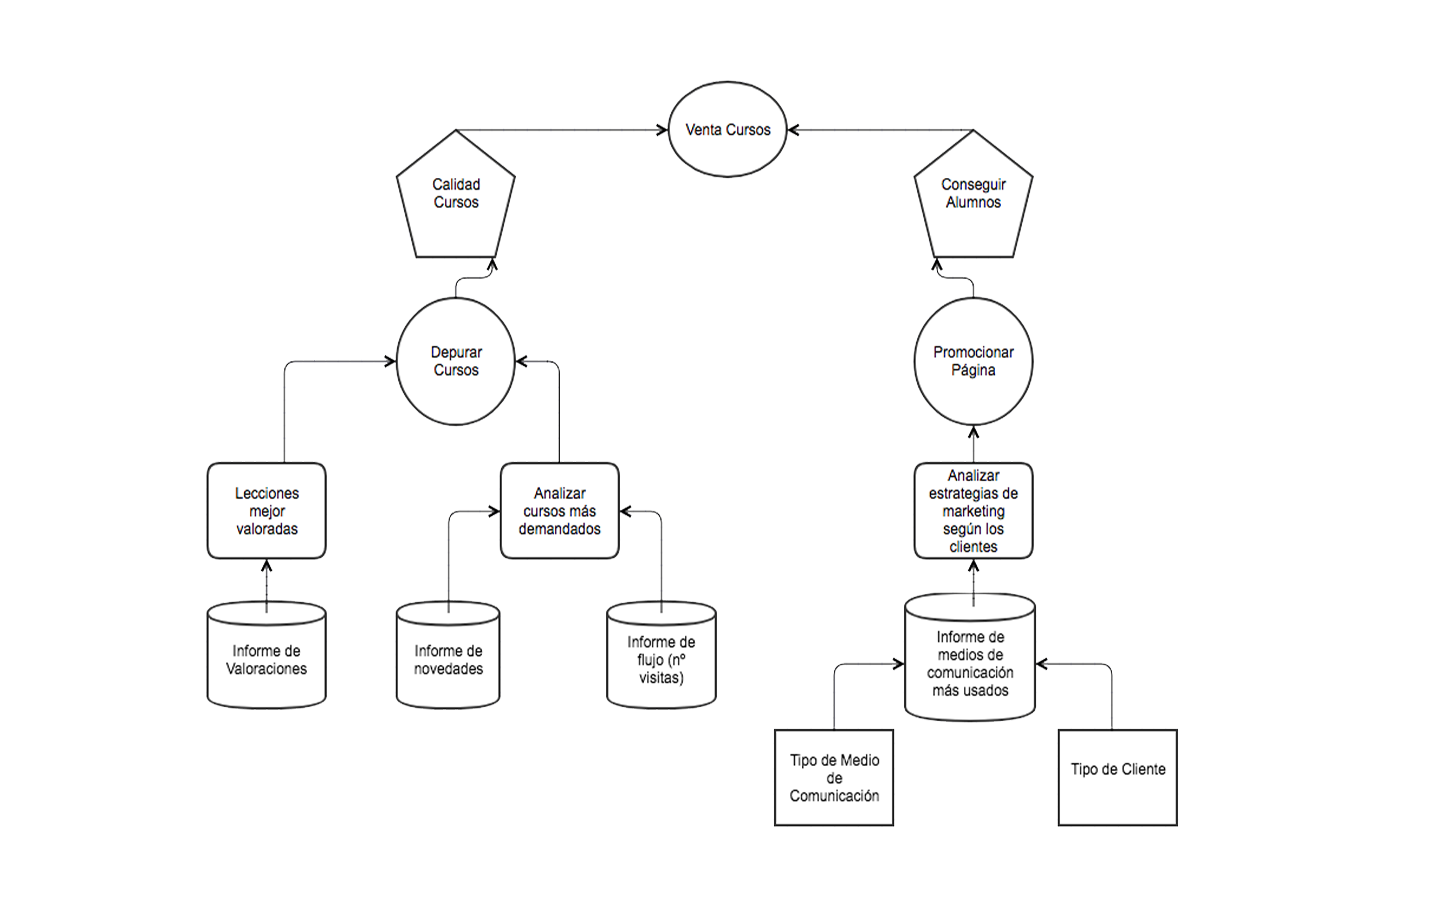 Venta Cursos
Calidad
Cursos
Conseguir
Alumnos
Depurar
Cursos
Promocionar
Página
Lecciones
mejor
valoradas
Analizar
cursos más
demandados
Analizar
estrategias de
marketing
según los
clientes
Informe de
Valoraciones
Informe de
novedades
Informe de
flujo (nº
visitas)
Informe de
medios de
comunicación
más usados
Tipo de Medio
de
Comunicación
Tipo de Cliente